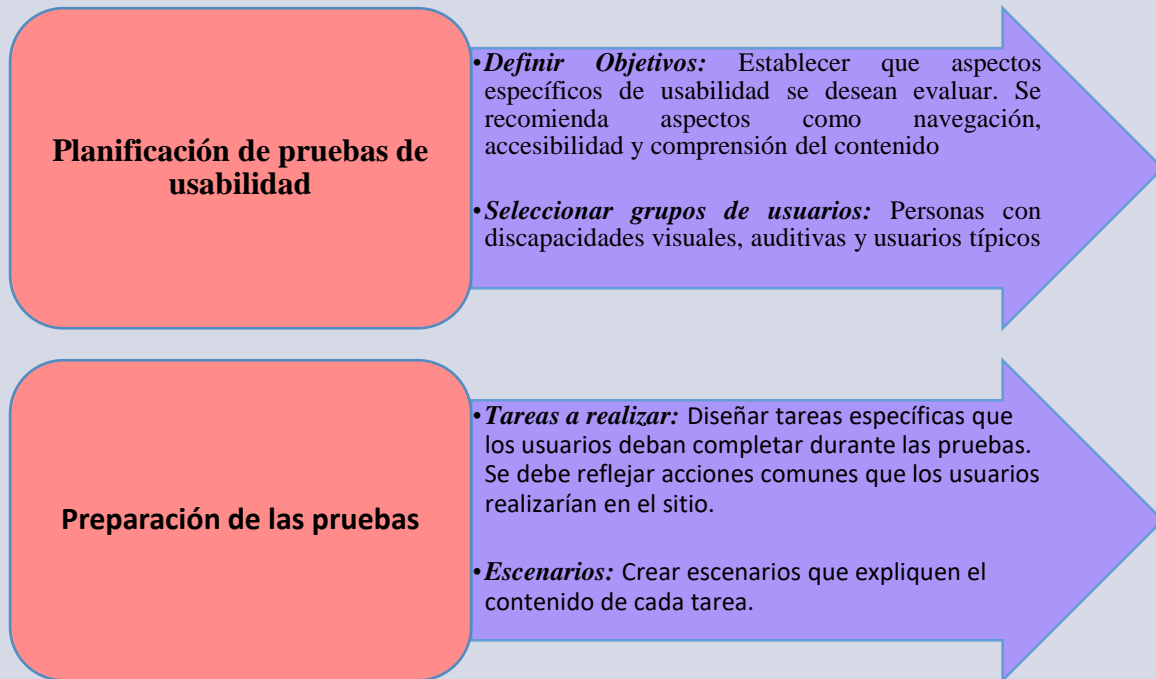 Planificación de pruebas de
usabilidad
•Definir Objetivos: Establecer que aspectos
específicos de usabilidad se desean evaluar. Se
recomienda aspectos como navegación,
accesibilidad y comprensión del contenido
•Seleccionar grupos de usuarios: Personas con
discapacidades visuales, auditivas y usuarios típicos
Preparación de las pruebas
•Tareas a realizar: Diseñar tareas específicas que
los usuarios deban completar durante las pruebas.
Se debe reflejar acciones comunes que los usuarios
realizarían en el sitio.
•Escenarios: Crear escenarios que expliquen el
contenido de cada tarea.